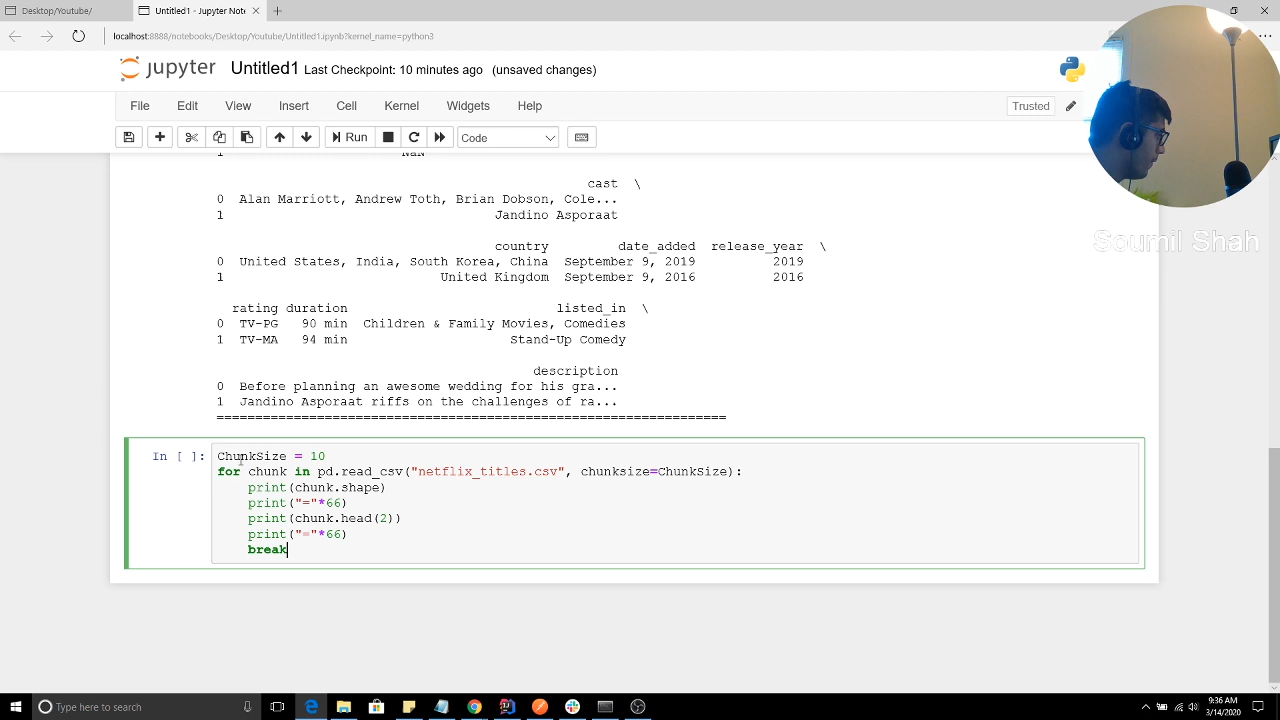 Desktop/Youtube/
Untitled1 - Jupyter Note
localhost:8888/notebooks/Desktop/Youtube/Untitled1.ipynb?kernel_name=python3
jupyter Untitled1 Last Checkpoint: 10 minutes ago (unsaved changes)
File Edit View Insert Cell Kernel Widgets Help
Trusted
Run
Code
1 NaN
cast \
0 Alan Marriott, Andrew Toth, Brian Dobson, Cole...
1 Jandino Asporaat
country date_added release_year \
0 United States, India, South Korea, China September 9, 2019 2019
1 United Kingdom September 9, 2016 2016
rating duration listed_in \
0 TV-PG 90 min Children & Family Movies, Comedies
1 TV-MA 94 min Stand-Up Comedy
description
0 Before planning an awesome wedding for his gra...
1 Jandino Asporaat riffs on the challenges of ra...
==================================================================
In [ ]: ChunkSize = 10
for chunk in pd.read_csv("netflix_titles.csv", chunksize=ChunkSize):
print(chunk.shape)
print("="*66)
print(chunk.head(2))
print("="*66)
break
Soumil Shah
Type here to search
9:36 AM
3/14/2020